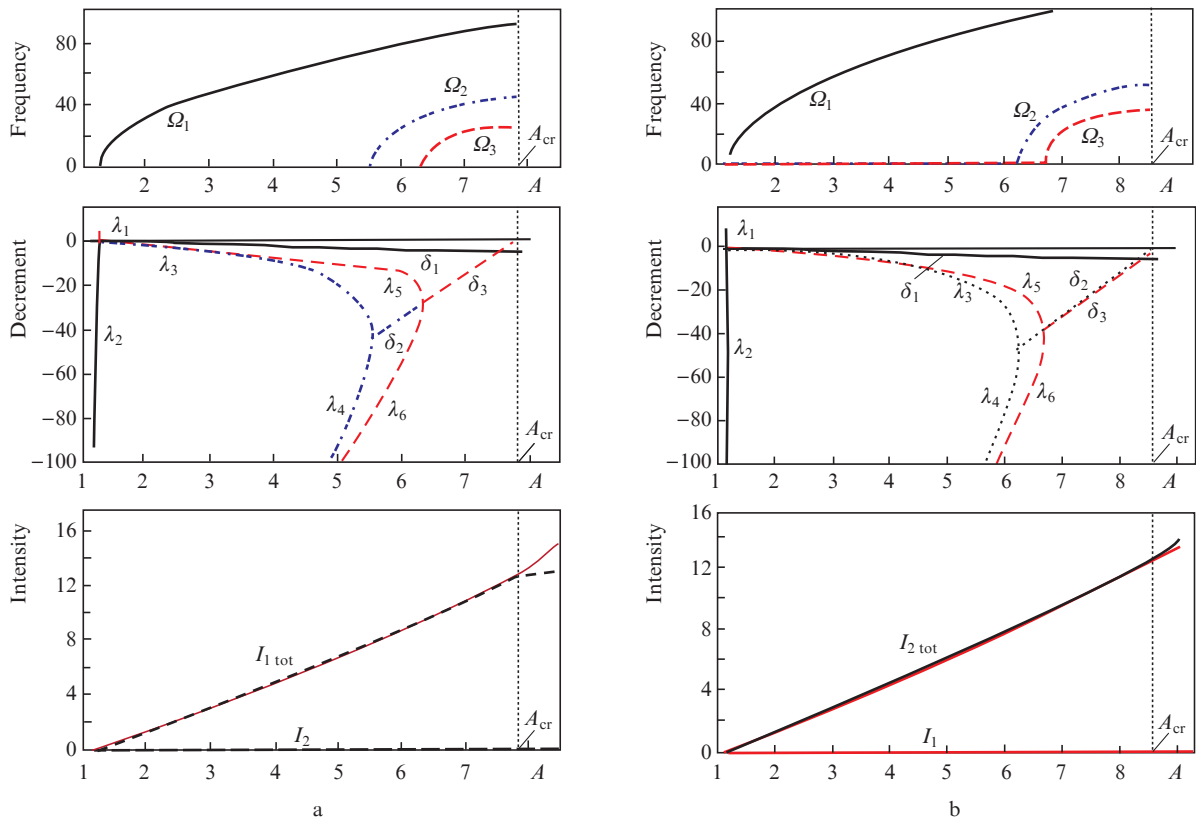 Frequency
80
40
0
Ω1
Ω2
Ω3
Acr
2 3 4 5 6 7 A
Decrement
0
−20
−40
−60
−80
−100
λ1
λ2
λ3
λ4
λ5
λ6
δ1
δ2
δ3
Acr
1 2 3 4 5 6 7 A
Intensity
16
12
8
4
0
I1 tot
I2
Acr
1 2 3 4 5 6 7 A
a
Frequency
80
40
0
Ω1
Ω2
Ω3
Acr
2 3 4 5 6 7 8 A
Decrement
0
−20
−40
−60
−80
−100
λ1
λ2
λ3
λ4
λ5
λ6
δ1
δ2
δ3
Acr
1 2 3 4 5 6 7 8 A
Intensity
16
12
8
4
0
I2 tot
I1
Acr
1 2 3 4 5 6 7 8 A
b